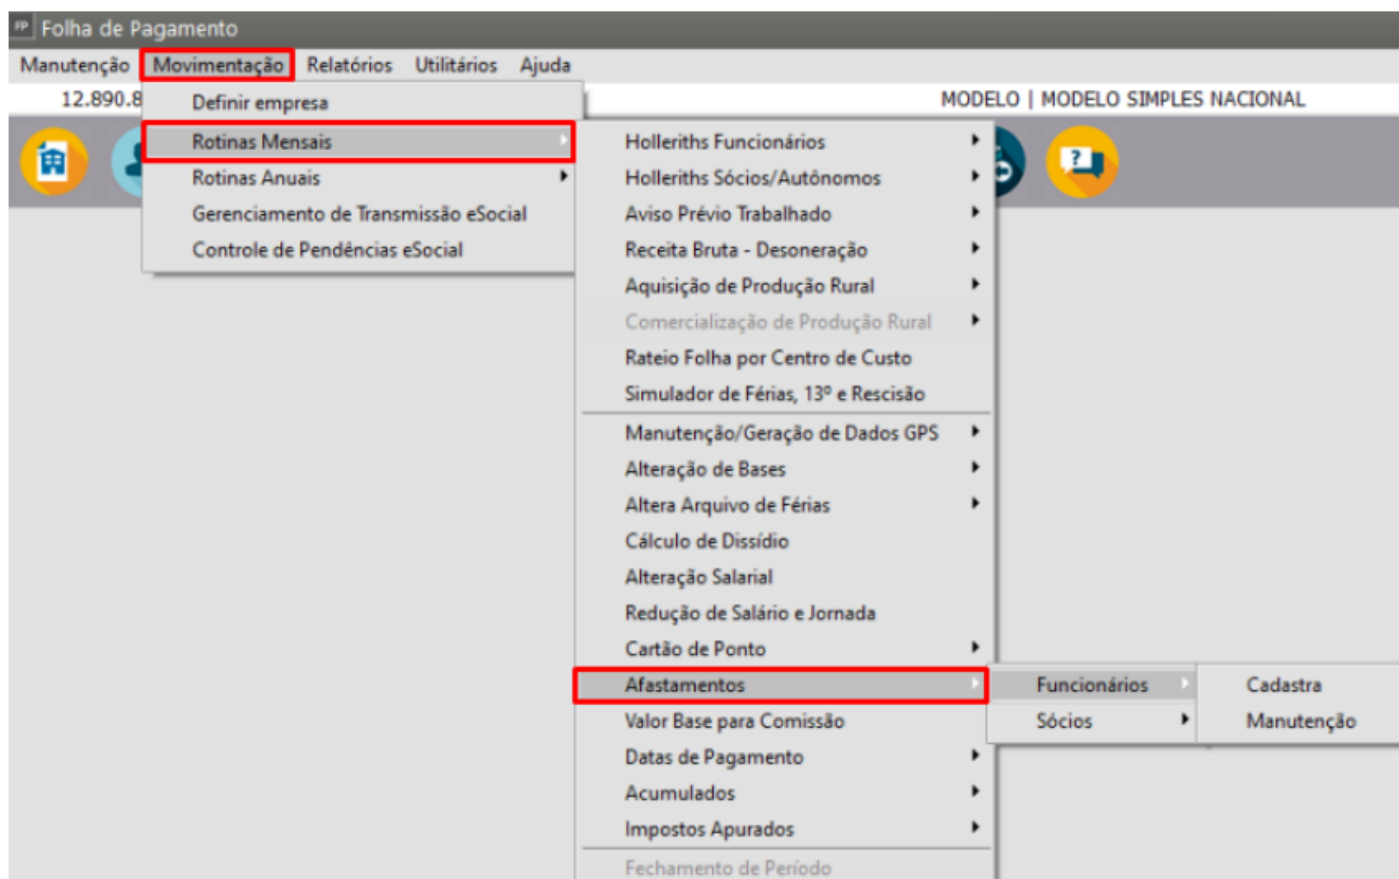 FP Folha de Pagamento
Manutenção Movimentação Relatórios Utilitários Ajuda
12.890.8 MODELO | MODELO SIMPLES NACIONAL
Definir empresa
Rotinas Mensais
Rotinas Anuais
Gerenciamento de Transmissão eSocial
Controle de Pendências eSocial
Holleriths Funcionários
Holleriths Sócios/Autônomos
Aviso Prévio Trabalhado
Receita Bruta - Desoneração
Aquisição de Produção Rural
Comercialização de Produção Rural
Rateio Folha por Centro de Custo
Simulador de Férias, 13º e Rescisão
Manutenção/Geração de Dados GPS
Alteração de Bases
Altera Arquivo de Férias
Cálculo de Dissídio
Alteração Salarial
Redução de Salário e Jornada
Cartão de Ponto
Afastamentos
Valor Base para Comissão
Datas de Pagamento
Acumulados
Impostos Apurados
Fechamento de Período
Funcionários
Sócios
Cadastra
Manutenção